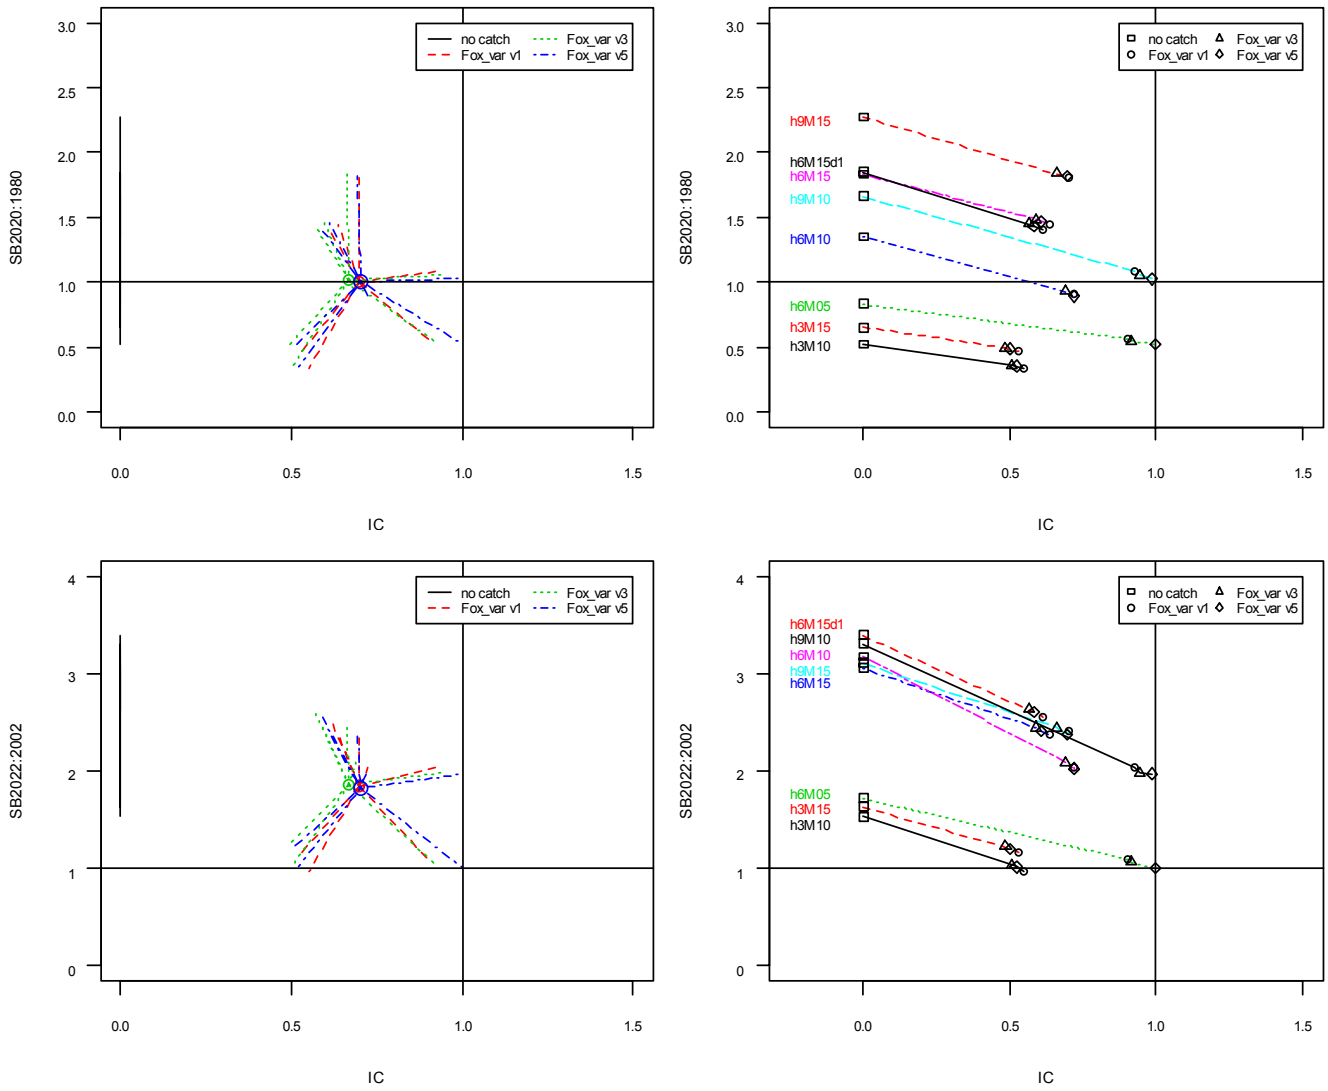 3.0
2.5
2.0
1.5
1.0
0.5
0.0
SB2020:1980
no catch
Fox_var v1
Fox_var v3
Fox_var v5
0.0
0.5
1.0
1.5
IC
3.0
2.5
2.0
1.5
1.0
0.5
0.0
SB2020:1980
no catch
Fox_var v1
Fox_var v3
Fox_var v5
h9M15
h6M15d1
h6M15
h9M10
h6M10
h6M05
h3M15
h3M10
0.0
0.5
1.0
1.5
IC
4
3
2
1
0
SB2022:2002
no catch
Fox_var v1
Fox_var v3
Fox_var v5
0.0
0.5
1.0
1.5
IC
4
3
2
1
0
SB2022:2002
no catch
Fox_var v1
Fox_var v3
Fox_var v5
h6M15d1
h9M10
h6M10
h9M15
h6M15
h6M05
h3M15
h3M10
0.0
0.5
1.0
1.5
IC